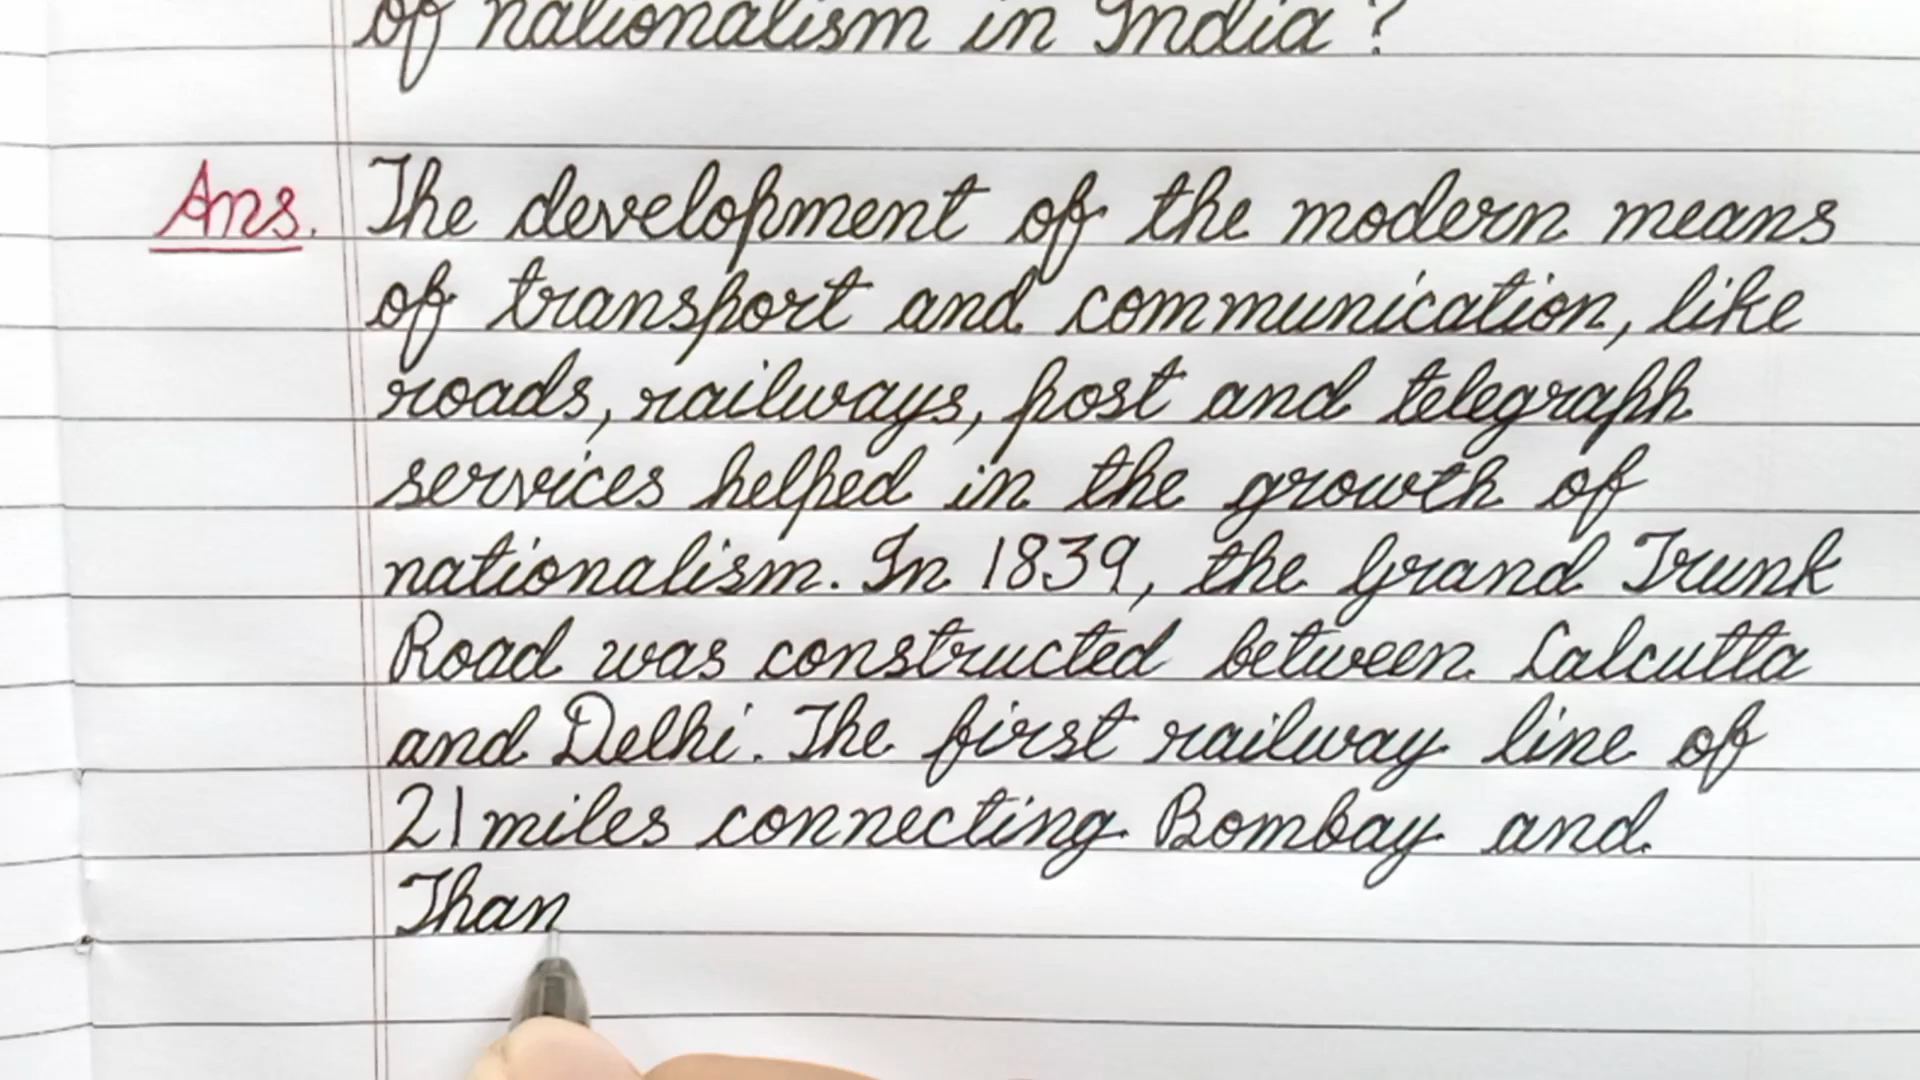 of nationalism in India?
Ans. The development of the modern means
of transport and communication, like
roads, railways, post and telegraph
services helped in the growth of
nationalism. In 1839, the Grand Trunk
Road was constructed between Calcutta
and Delhi. The first railway line of
21 miles connecting Bombay and
Than